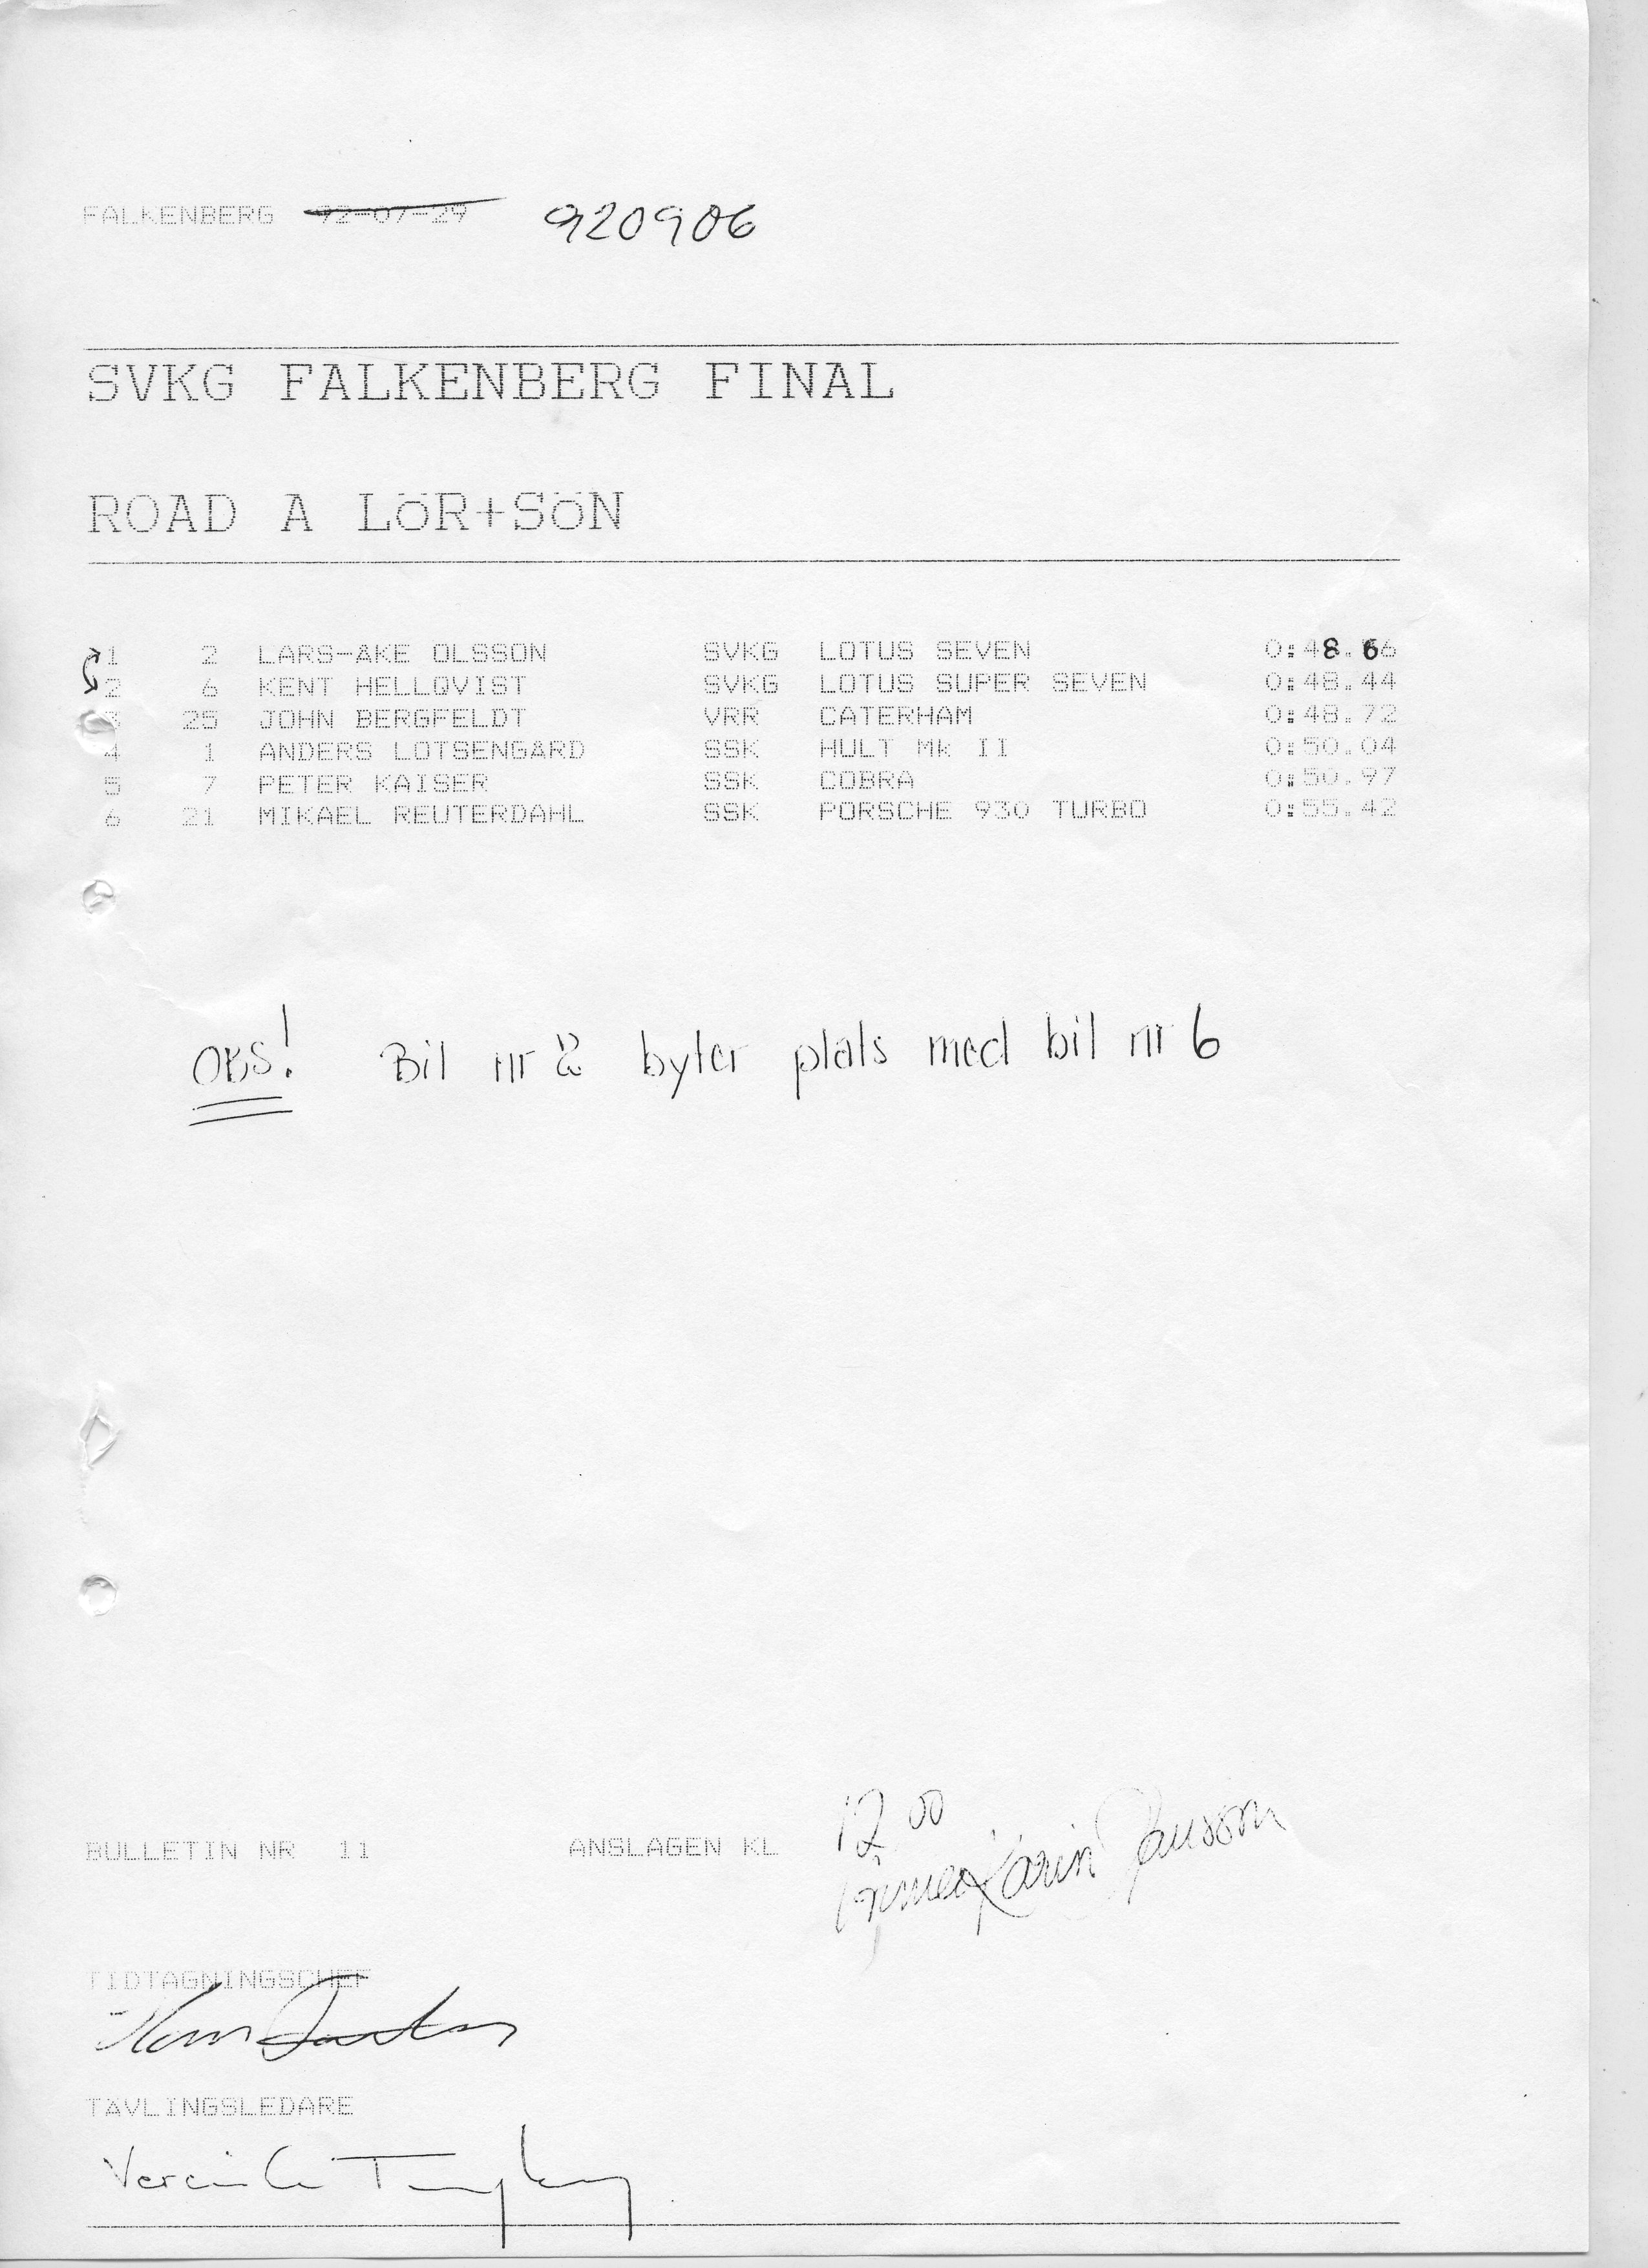 FALKENBERG 92-07-29 920906
SVKG FALKENBERG FINAL
ROAD A LÖR+SÖN
1 2 LARS-ÅKE OLSSON SVKG LOTUS SEVEN 0:48.66
2 6 KENT HELLQVIST SVKG LOTUS SUPER SEVEN 0:48.44
3 25 JOHN BERGFELDT VRR CATERHAM 0:48.72
4 1 ANDERS LOTSENGÅRD SSK HULT Mk II 0:50.04
5 7 PETER KAISER SSK COBRA 0:50.97
6 21 MIKAEL REUTERDAHL SSK PORSCHE 930 TURBO 0:55.42
OBS! Bil nr 2 byter plats med bil nr 6
BULLETIN NR 11 ANSLAGEN KL 12 00
Karin
TIDTAGNINGSCHEF
TÄVLINGSLEDARE